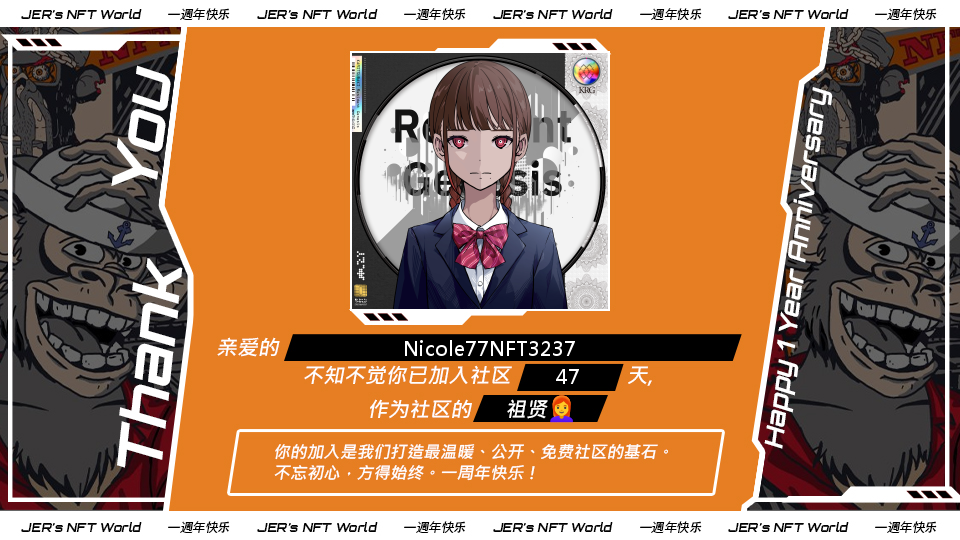 JER's NFT World 一週年快乐 JER's NFT World 一週年快乐 JER's NFT World 一週年快乐 JER's NFT World 一週年快乐
Thank You
KRG
Genesis
亲爱的 Nicole77NFT3237
不知不觉你已加入社区 47 天,
作为社区的 祖贤👩‍🦰
你的加入是我们打造最温暖、公开、免费社区的基石。
不忘初心，方得始终。一周年快乐！
Happy 1 Year Anniversary
JER's NFT World 一週年快乐 JER's NFT World 一週年快乐 JER's NFT World 一週年快乐 JER's NFT World 一週年快乐